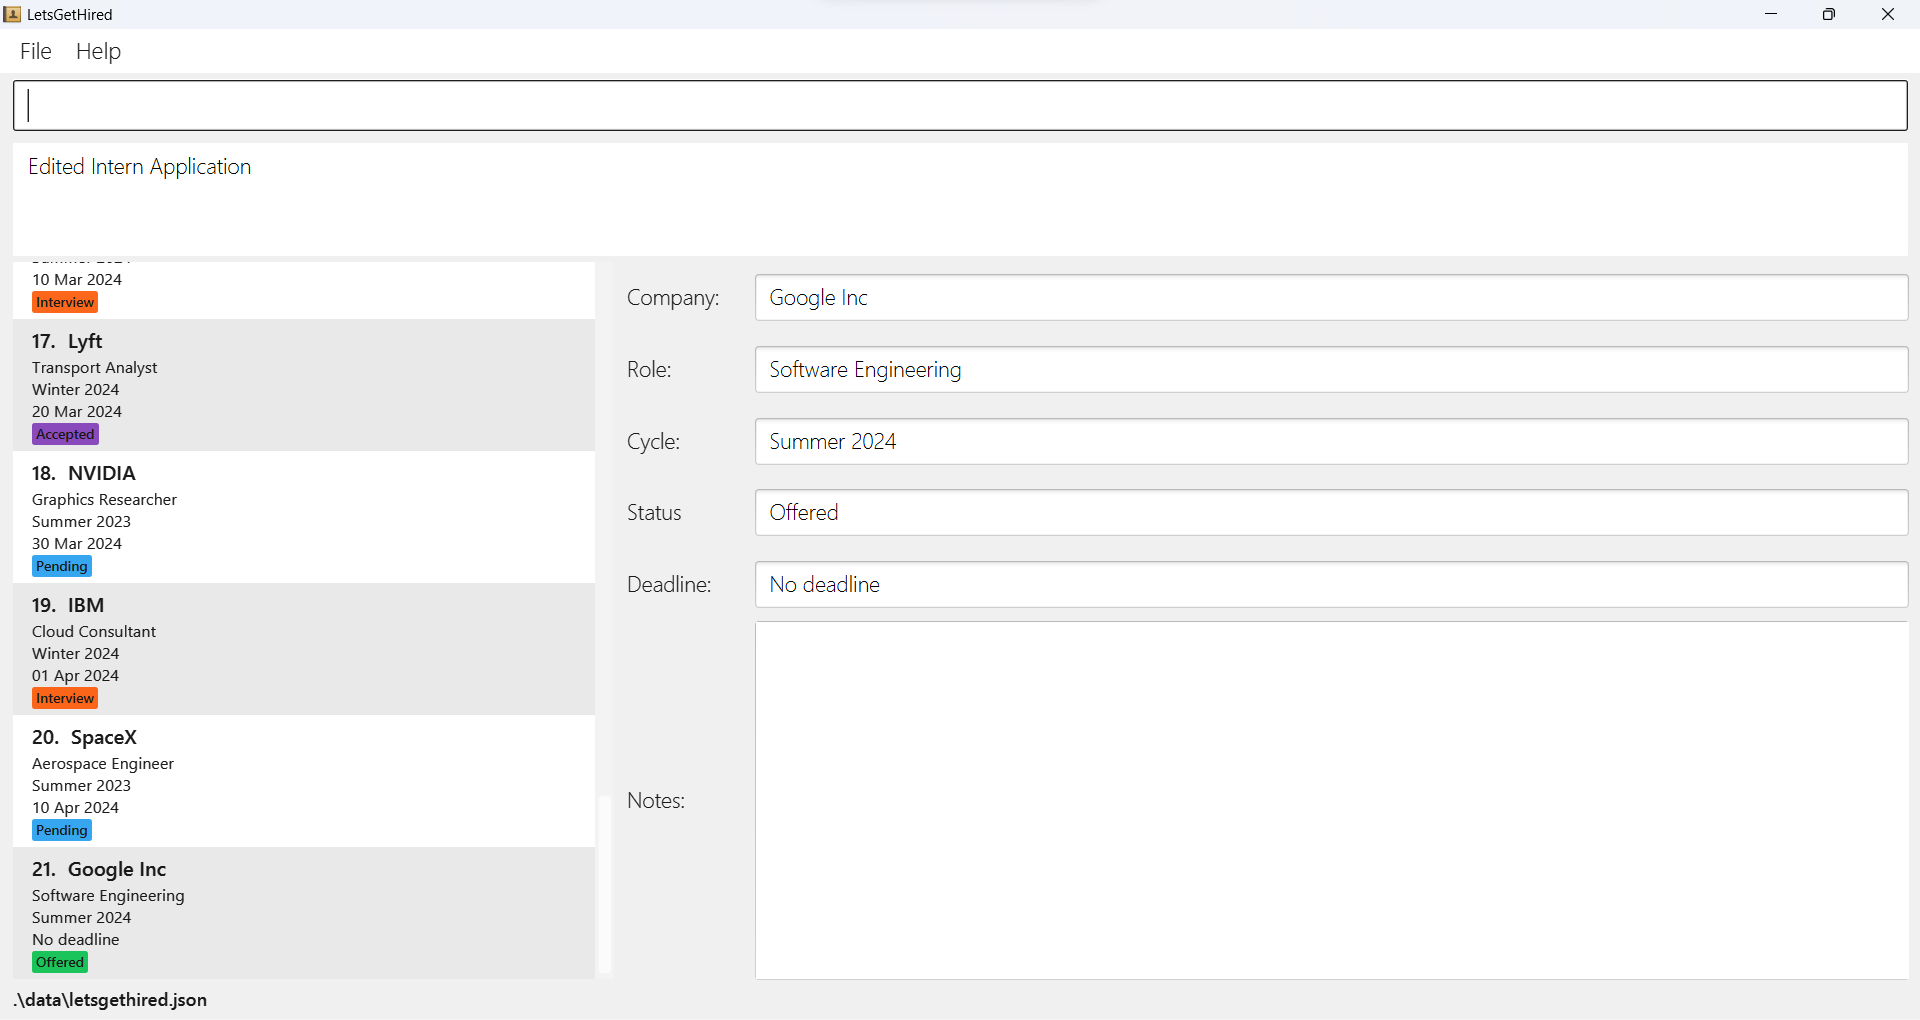 LetsGetHired
File Help
Edited Intern Application
10 Mar 2024
Interview
17. Lyft
Transport Analyst
Winter 2024
20 Mar 2024
Accepted
18. NVIDIA
Graphics Researcher
Summer 2023
30 Mar 2024
Pending
19. IBM
Cloud Consultant
Winter 2024
01 Apr 2024
Interview
20. SpaceX
Aerospace Engineer
Summer 2023
10 Apr 2024
Pending
21. Google Inc
Software Engineering
Summer 2024
No deadline
Offered
Company: Google Inc
Role: Software Engineering
Cycle: Summer 2024
Status Offered
Deadline: No deadline
Notes:
.\data\letsgethired.json